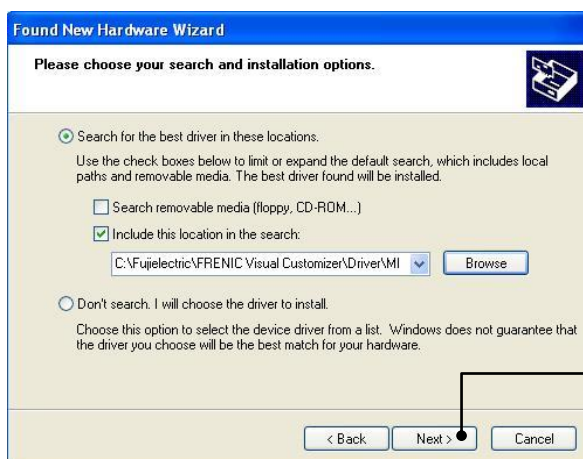 Found New Hardware Wizard
Please choose your search and installation options.
Search for the best driver in these locations.
Use the check boxes below to limit or expand the default search, which includes local
paths and removable media. The best driver found will be installed.
Search removable media (floppy, CD-ROM...)
Include this location in the search:
C:\Fujielectric\FRENIC Visual Customizer\Driver\MI
Browse
Don't search. I will choose the driver to install.
Choose this option to select the device driver from a list. Windows does not guarantee that
the driver you choose will be the best match for your hardware.
< Back Next > Cancel